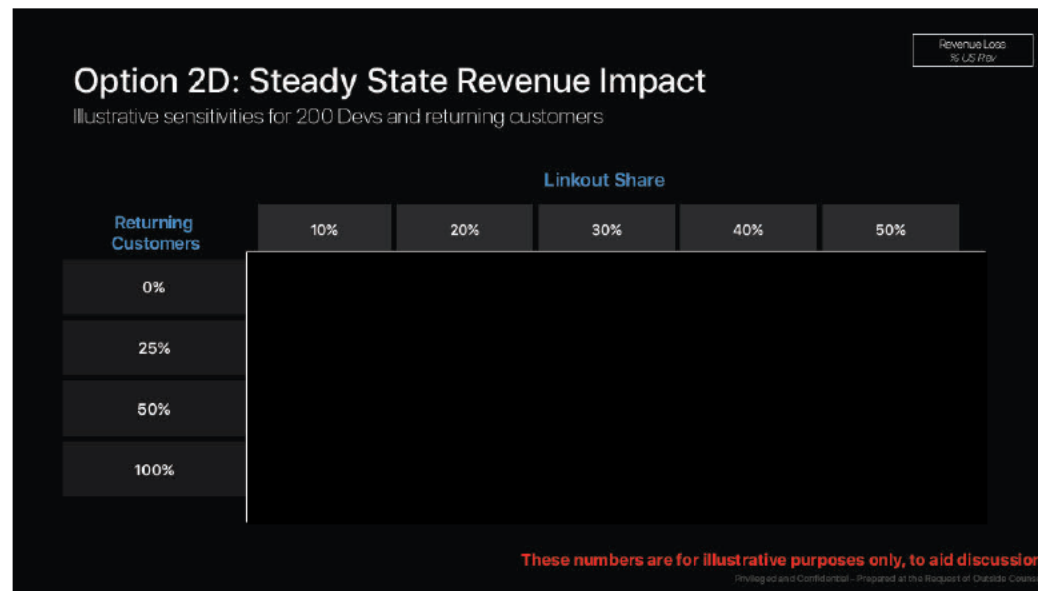 Revenue Loss
% US Rev
Option 2D: Steady State Revenue Impact
Illustrative sensitivities for 200 Devs and returning customers
Linkout Share
Returning
Customers
10% 20% 30% 40% 50%
0%
25%
50%
100%
These numbers are for illustrative purposes only, to aid discussion
Privileged and Confidential – Prepared at the Request of Outside Counse